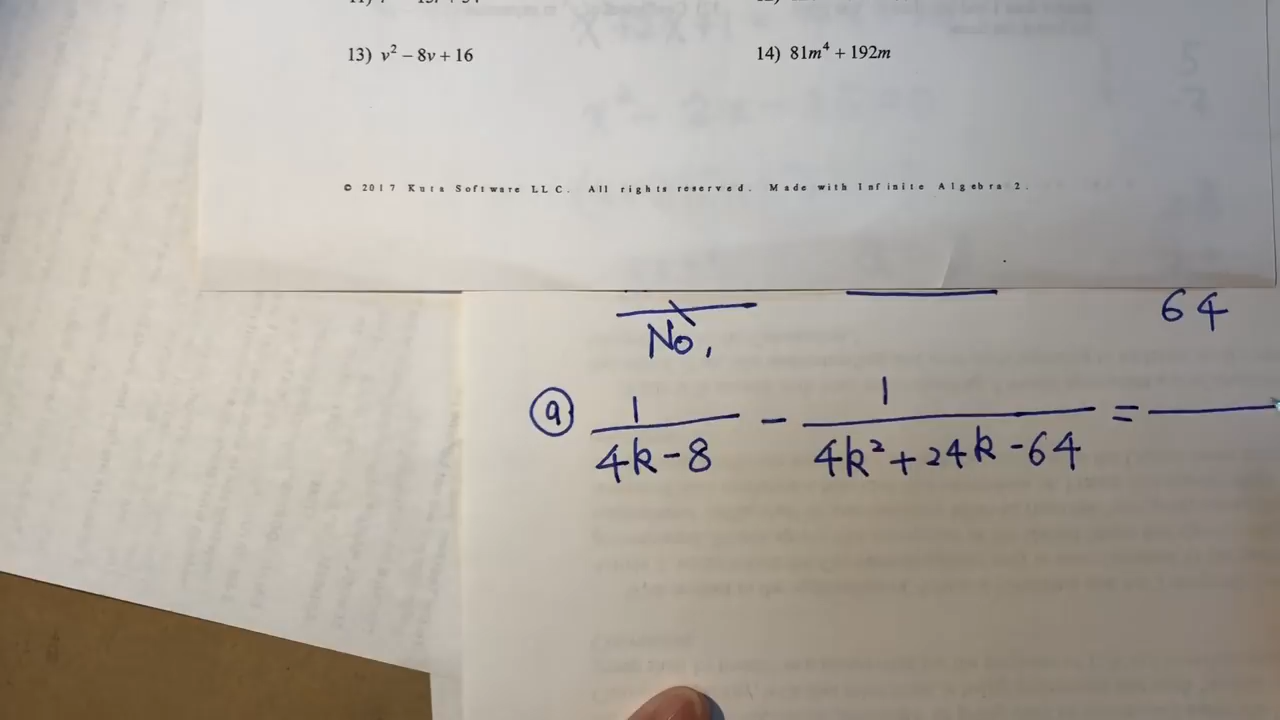 13) v² – 8v + 16
14) 81m⁴ + 192m
© 2017 Kuta Software LLC. All rights reserved. Made with Infinite Algebra 2.
64
No,
ⓐ 1/(4k-8) - 1/(4k²+24k-64) =